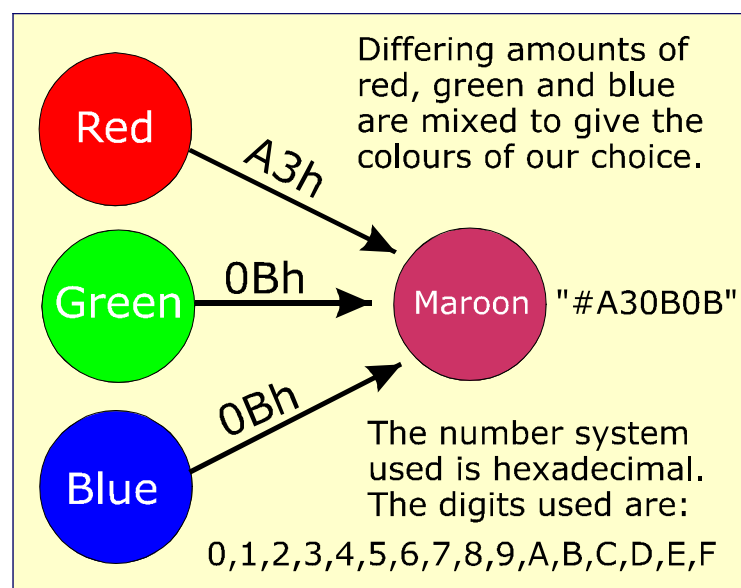 Differing amounts of
red, green and blue
are mixed to give the
colours of our choice.
Red
A3h
Green
0Bh
Maroon
"#A30B0B"
Blue
0Bh
The number system
used is hexadecimal.
The digits used are:
0,1,2,3,4,5,6,7,8,9,A,B,C,D,E,F